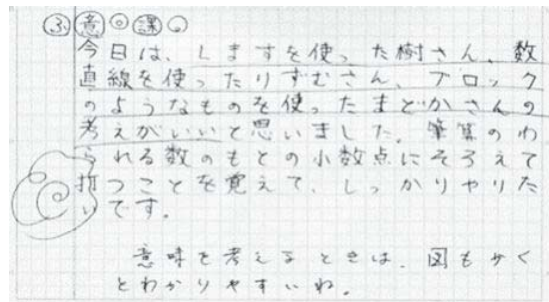 ふ意◎課○
今日は、しますを使った樹さん、数
直線を使ったりずむさん、ブロック
のようなものを使ったまどかさんの
考えがいいと思いました。筆算のわ
られる数のもとの小数点にそろえて
打つことを覚えて、しっかりやりた
いです。
意味を考えるときは、図もかく
とわかりやすいね。